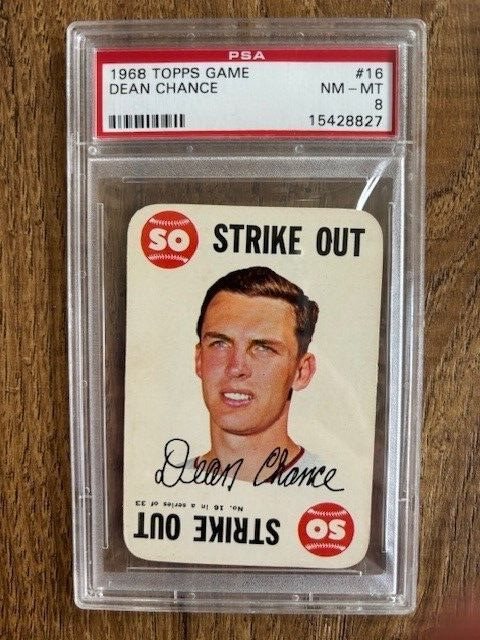 PSA
1968 TOPPS GAME #16
DEAN CHANCE NM - MT
8
15428827
SO STRIKE OUT
Dean Chance
No. 16 in a series of 33
STRIKE OUT SO